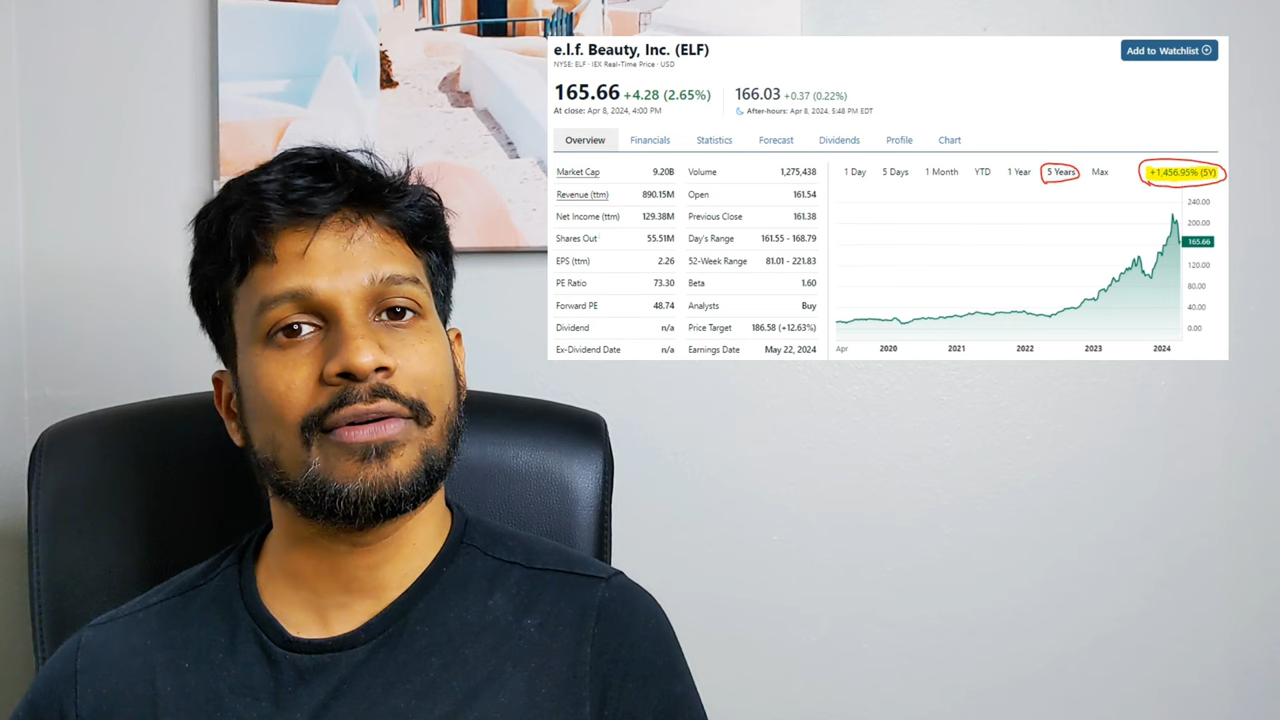 e.l.f. Beauty, Inc. (ELF)
Add to Watchlist
NYSE: ELF · IEX Real-Time Price · USD
165.66 +4.28 (2.65%)
166.03 +0.37 (0.22%)
At close: Apr 8, 2024, 4:00 PM
After-hours: Apr 8, 2024, 5:48 PM EDT
Overview Financials Statistics Forecast Dividends Profile Chart
Market Cap 9.20B
Revenue (ttm) 890.15M
Net Income (ttm) 129.38M
Shares Out 55.51M
EPS (ttm) 2.26
PE Ratio 73.30
Forward PE 48.74
Dividend n/a
Ex-Dividend Date n/a
Volume 1,275,438
Open 161.54
Previous Close 161.38
Day's Range 161.55 - 168.79
52-Week Range 81.01 - 221.83
Beta 1.60
Analysts Buy
Price Target 186.58 (+12.63%)
Earnings Date May 22, 2024
1 Day 5 Days 1 Month YTD 1 Year 5 Years Max +1,456.95% (5Y)
240.00
200.00
165.66
120.00
80.00
40.00
0.00
Apr 2020 2021 2022 2023 2024